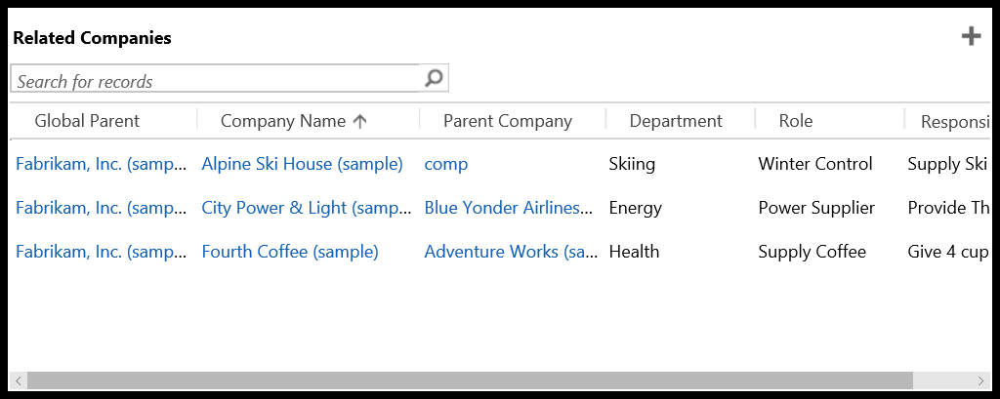 Related Companies
Search for records
Global Parent Company Name Parent Company Department Role Responsi
Fabrikam, Inc. (samp... Alpine Ski House (sample) comp Skiing Winter Control Supply Ski
Fabrikam, Inc. (samp... City Power & Light (samp... Blue Yonder Airlines... Energy Power Supplier Provide Th
Fabrikam, Inc. (samp... Fourth Coffee (sample) Adventure Works (sa... Health Supply Coffee Give 4 cup